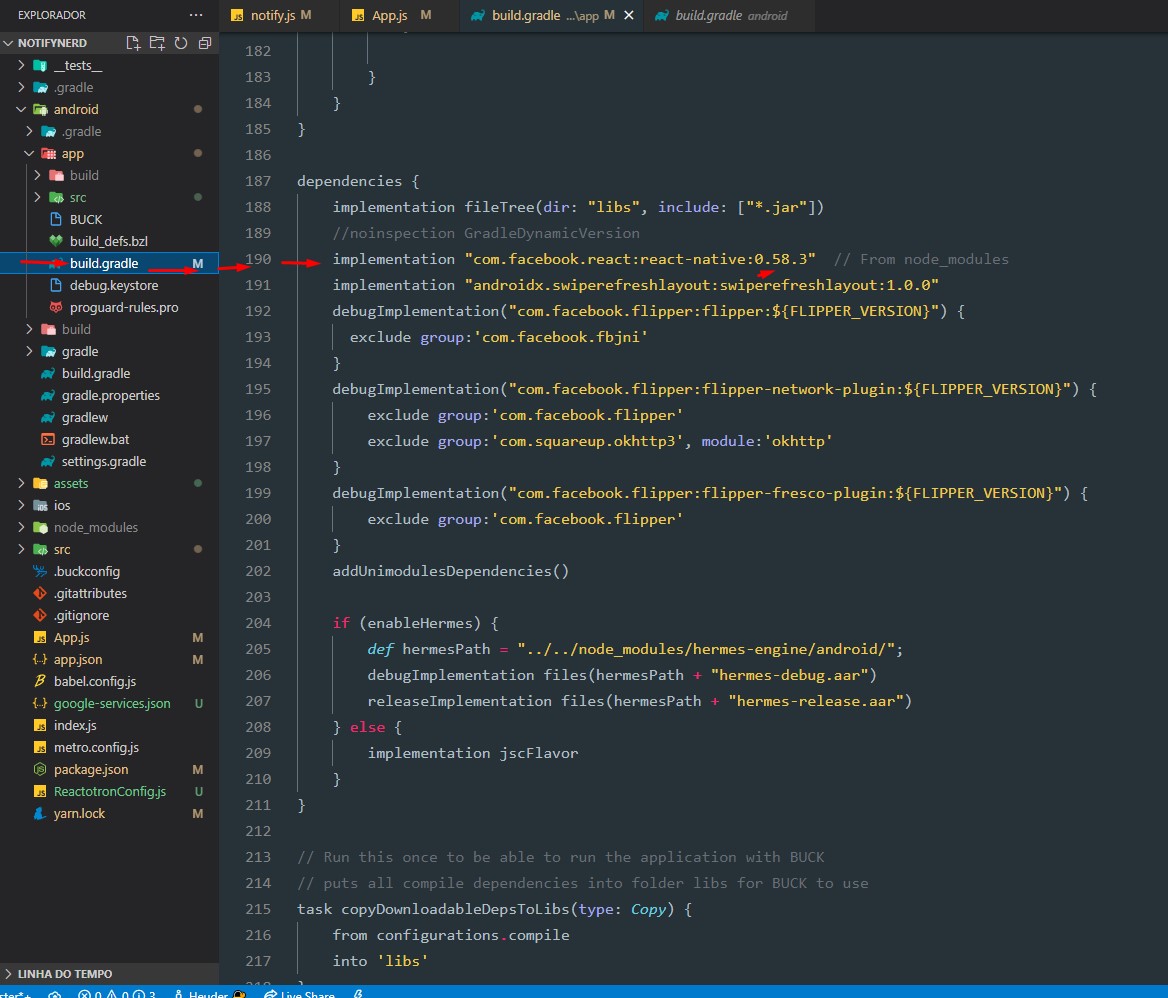 EXPLORADOR ···
notify.js M App.js M build.gradle ...\app M build.gradle android
NOTIFYNERD
__tests__
.gradle
android
.gradle
app
build
src
BUCK
build_defs.bzl
build.gradle M
debug.keystore
proguard-rules.pro
build
gradle
build.gradle
gradle.properties
gradlew
gradlew.bat
settings.gradle
assets
ios
node_modules
src
.buckconfig
.gitattributes
.gitignore
App.js M
app.json M
babel.config.js
google-services.json U
index.js
metro.config.js
package.json M
ReactotronConfig.js U
yarn.lock M
LINHA DO TEMPO
182
183 }
184 }
185 }
186
187 dependencies {
188 implementation fileTree(dir: "libs", include: ["*.jar"])
189 //noinspection GradleDynamicVersion
190 implementation "com.facebook.react:react-native:0.58.3" // From node_modules
191 implementation "androidx.swiperefreshlayout:swiperefreshlayout:1.0.0"
192 debugImplementation("com.facebook.flipper:flipper:${FLIPPER_VERSION}") {
193 exclude group:'com.facebook.fbjni'
194 }
195 debugImplementation("com.facebook.flipper:flipper-network-plugin:${FLIPPER_VERSION}") {
196 exclude group:'com.facebook.flipper'
197 exclude group:'com.squareup.okhttp3', module:'okhttp'
198 }
199 debugImplementation("com.facebook.flipper:flipper-fresco-plugin:${FLIPPER_VERSION}") {
200 exclude group:'com.facebook.flipper'
201 }
202 addUnimodulesDependencies()
203
204 if (enableHermes) {
205 def hermesPath = "../../node_modules/hermes-engine/android/";
206 debugImplementation files(hermesPath + "hermes-debug.aar")
207 releaseImplementation files(hermesPath + "hermes-release.aar")
208 } else {
209 implementation jscFlavor
210 }
211 }
212
213 // Run this once to be able to run the application with BUCK
214 // puts all compile dependencies into folder libs for BUCK to use
215 task copyDownloadableDepsToLibs(type: Copy) {
216 from configurations.compile
217 into 'libs'
0 0 3 Heuder Live Share